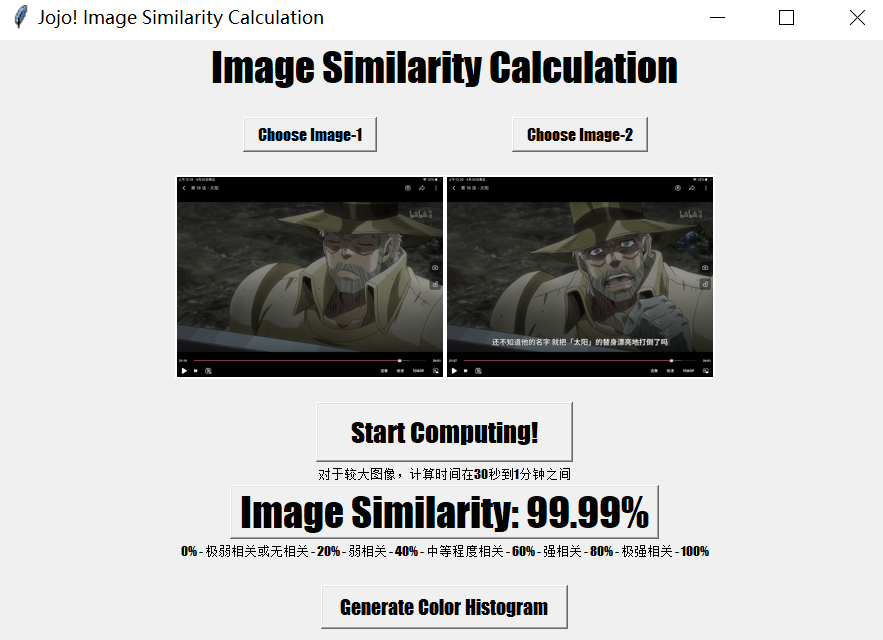 Jojo! Image Similarity Calculation
Image Similarity Calculation
Choose Image-1
Choose Image-2
还不知道他的名字 就把「太阳」的替身漂亮地打倒了吗
Start Computing!
对于较大图像，计算时间在30秒到1分钟之间
Image Similarity: 99.99%
0%-极弱相关或无相关-20%-弱相关-40%-中等程度相关-60%-强相关-80%-极强相关-100%
Generate Color Histogram